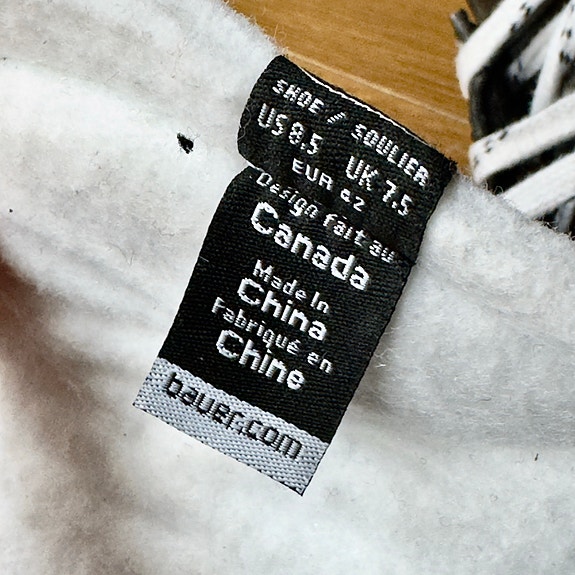 SHOE / SOULIER
US 8.5 UK 7.5
EUR 42
Design fait au
Canada
Made In
China
Fabriqué en
Chine
bauer.com